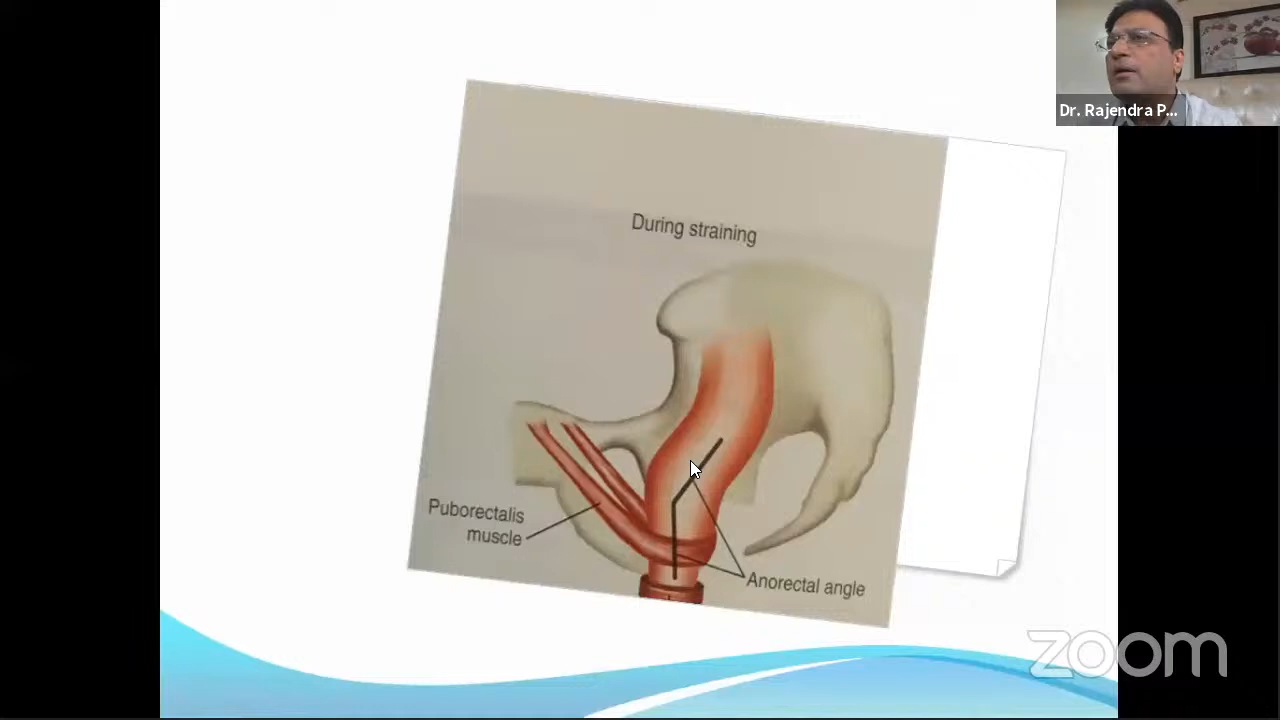 Dr. Rajendra P...
During straining
Puborectalis
muscle
Anorectal angle
zoom